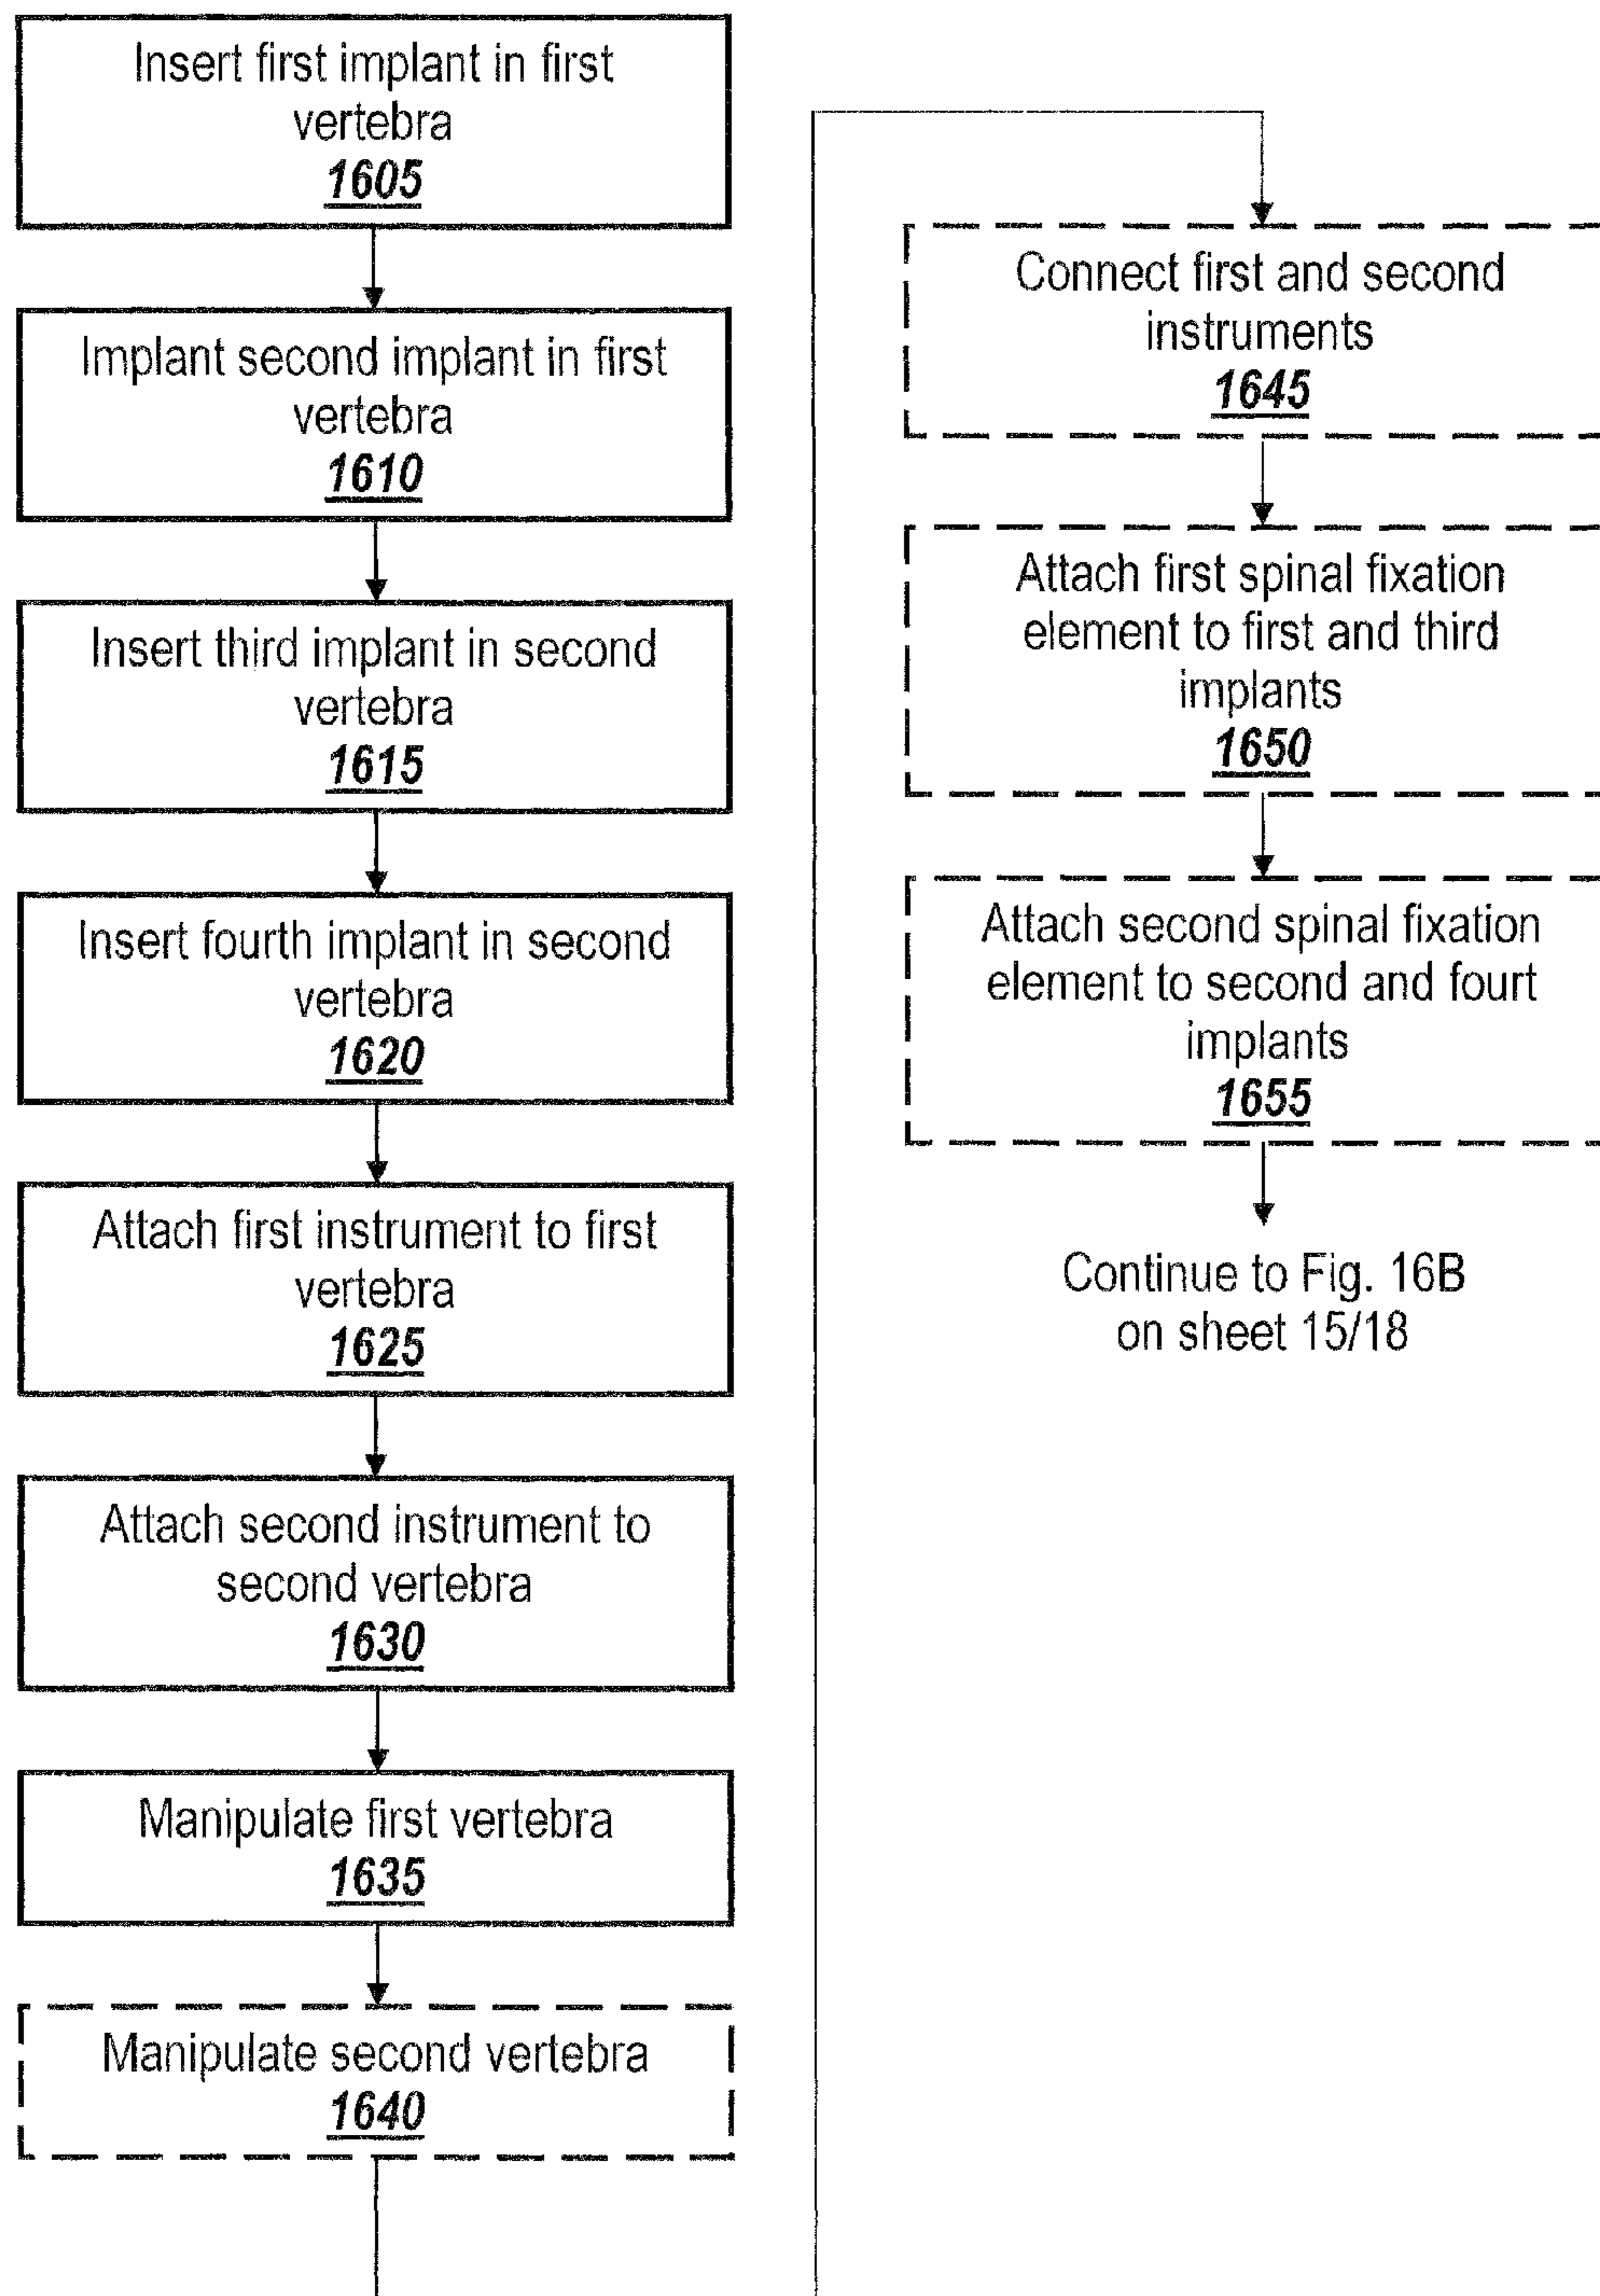 Insert first implant in first
vertebra
1605
Implant second implant in first
vertebra
1610
Insert third implant in second
vertebra
1615
Insert fourth implant in second
vertebra
1620
Attach first instrument to first
vertebra
1625
Attach second instrument to
second vertebra
1630
Manipulate first vertebra
1635
Manipulate second vertebra
1640
Connect first and second
instruments
1645
Attach first spinal fixation
element to first and third
implants
1650
Attach second spinal fixation
element to second and fourt
implants
1655
Continue to Fig. 16B
on sheet 15/18